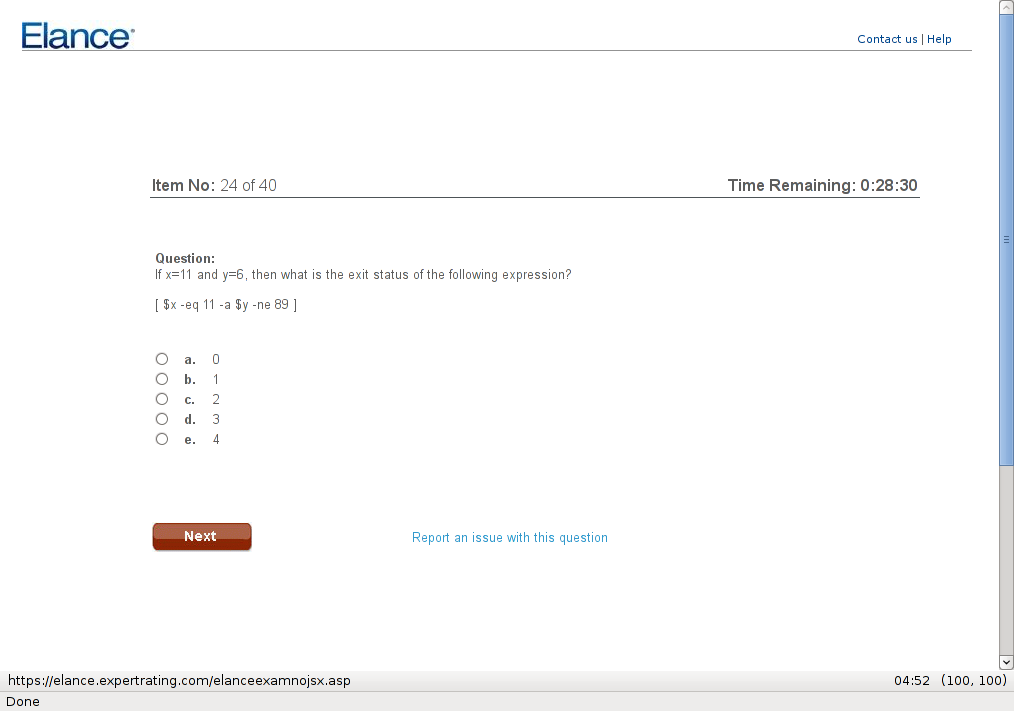 Elance
Contact us | Help
Item No: 24 of 40
Time Remaining: 0:28:30
Question:
If x=11 and y=6, then what is the exit status of the following expression?
[ $x -eq 11 -a $y -ne 89 ]
a. 0
b. 1
c. 2
d. 3
e. 4
Next
Report an issue with this question
https://elance.expertrating.com/elanceexamnojsx.asp
04:52 (100, 100)
Done